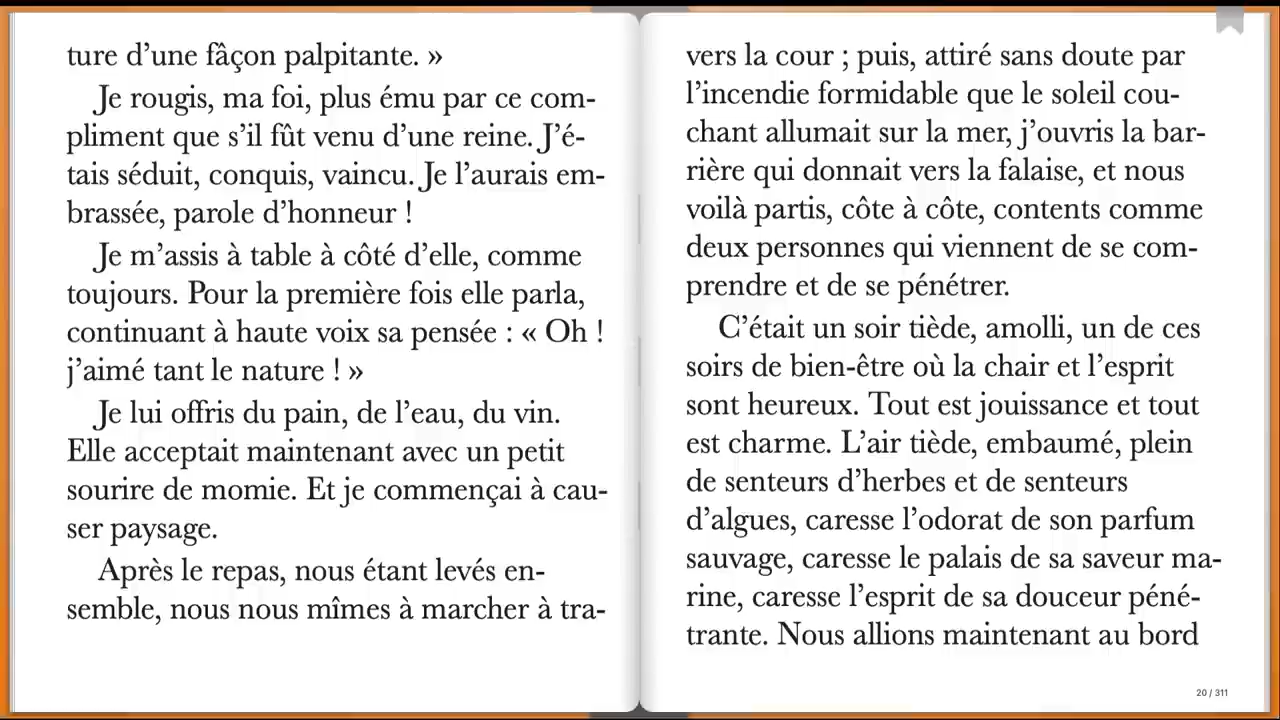 ture d’une fâçon palpitante. »
Je rougis, ma foi, plus ému par ce com-
pliment que s’il fût venu d’une reine. J’é-
tais séduit, conquis, vaincu. Je l’aurais em-
brassée, parole d’honneur !
Je m’assis à table à côté d’elle, comme
toujours. Pour la première fois elle parla,
continuant à haute voix sa pensée : « Oh !
j’aimé tant le nature ! »
Je lui offris du pain, de l’eau, du vin.
Elle acceptait maintenant avec un petit
sourire de momie. Et je commençai à cau-
ser paysage.
Après le repas, nous étant levés en-
semble, nous nous mîmes à marcher à tra-
vers la cour ; puis, attiré sans doute par
l’incendie formidable que le soleil cou-
chant allumait sur la mer, j’ouvris la bar-
rière qui donnait vers la falaise, et nous
voilà partis, côte à côte, contents comme
deux personnes qui viennent de se com-
prendre et de se pénétrer.
C’était un soir tiède, amolli, un de ces
soirs de bien-être où la chair et l’esprit
sont heureux. Tout est jouissance et tout
est charme. L’air tiède, embaumé, plein
de senteurs d’herbes et de senteurs
d’algues, caresse l’odorat de son parfum
sauvage, caresse le palais de sa saveur ma-
rine, caresse l’esprit de sa douceur péné-
trante. Nous allions maintenant au bord
20 / 311